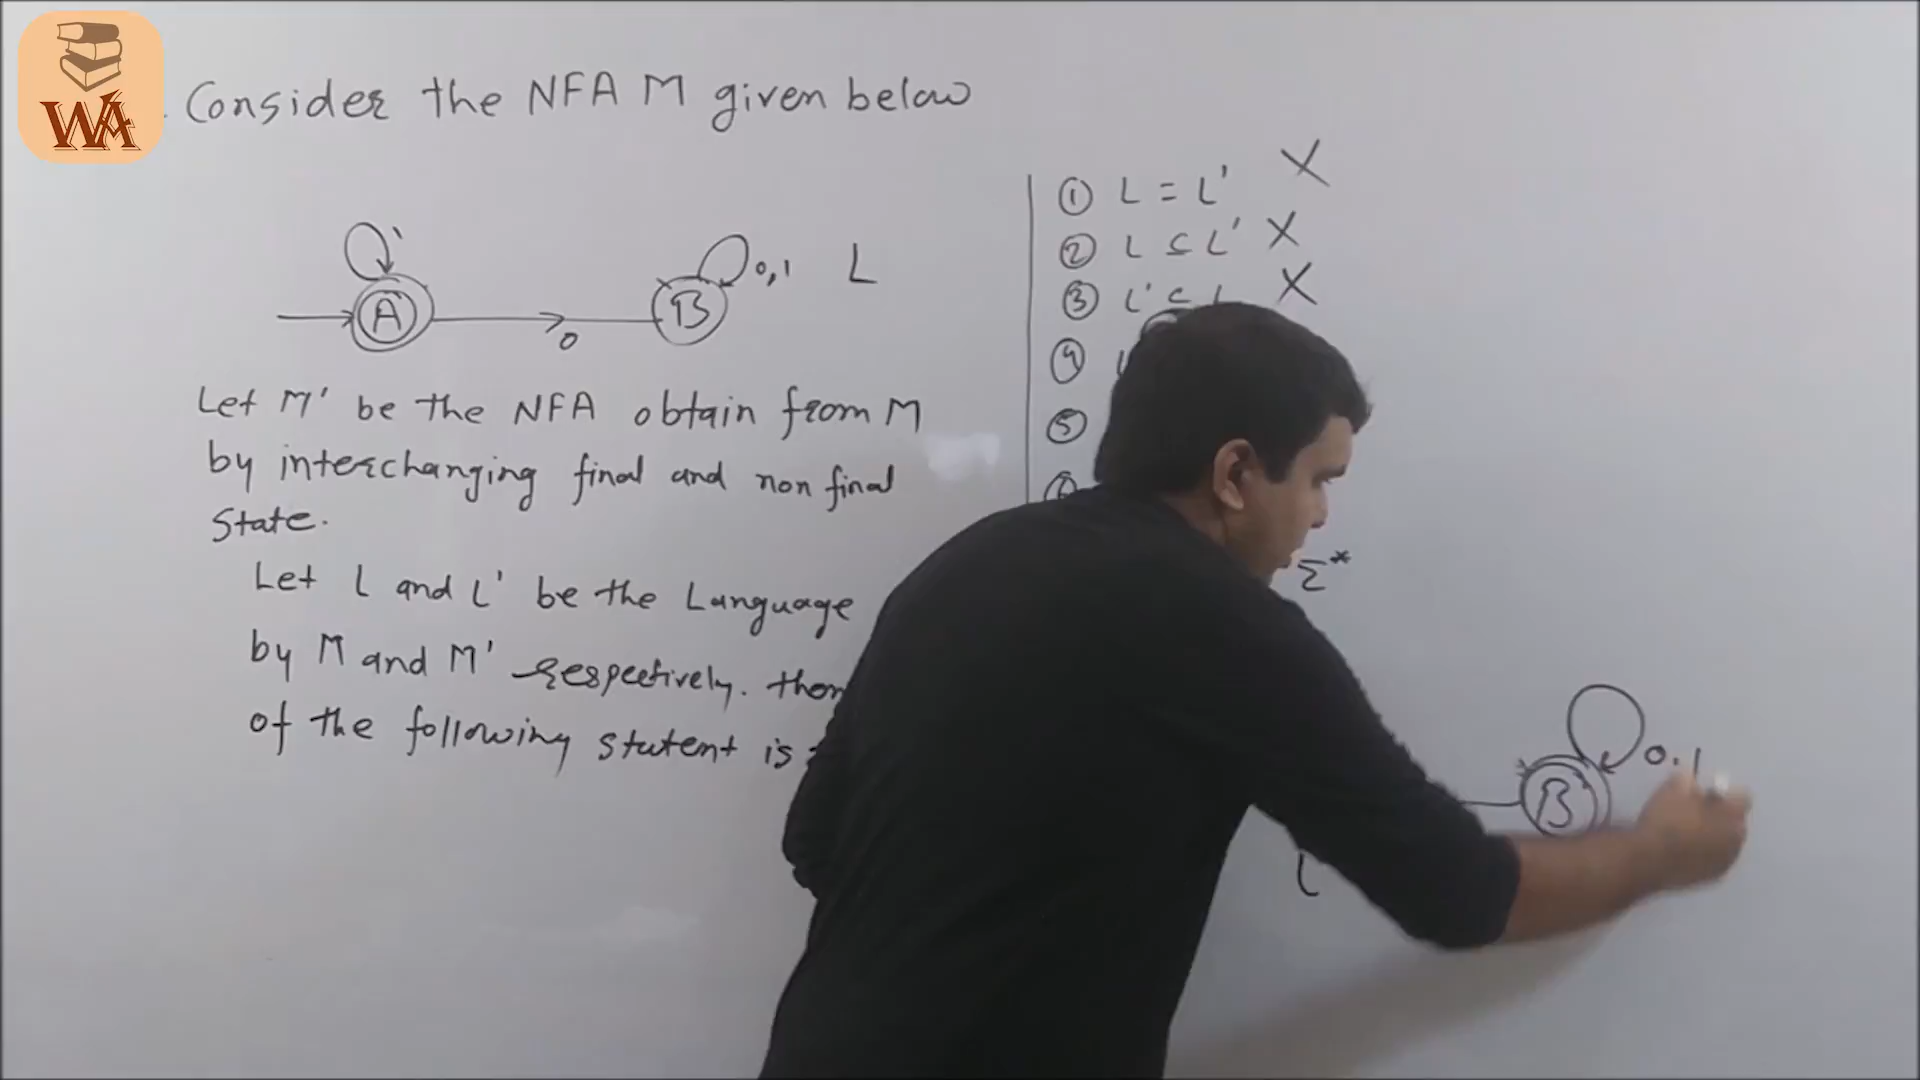 WA
Consider the NFA M given below
A
0
B
0,1
L
Let M' be the NFA obtain from M
by interchanging final and non final
State.
Let L and L' be the Language
by M and M' respectively. then
of the following statent is
① L = L' X
② L ⊆ L' X
③ L' ⊆ L X
④
⑤
⑥
Σ*
B
0,1
L